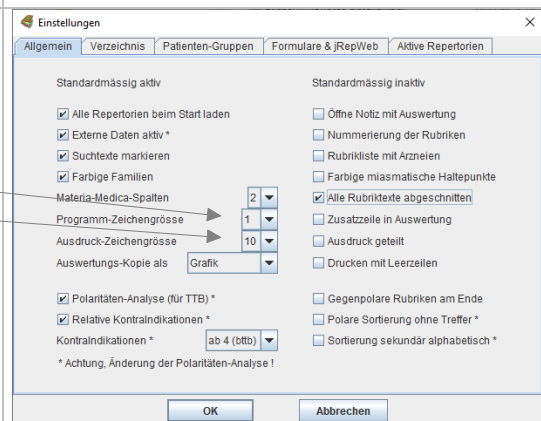 Einstellungen
Allgemein Verzeichnis Patienten-Gruppen Formulare & jRepWeb Aktive Repertorien
Standardmässig aktiv
Alle Repertorien beim Start laden
Externe Daten aktiv *
Suchtexte markieren
Farbige Familien
Materia-Medica-Spalten 2
Programm-Zeichengrösse 1
Ausdruck-Zeichengrösse 10
Auswertungs-Kopie als Grafik
Polaritäten-Analyse (für TTB) *
Relative Kontraindikationen *
Kontraindikationen * ab 4 (bttb)
* Achtung, Änderung der Polaritäten-Analyse !
Standardmässig inaktiv
Öffne Notiz mit Auswertung
Nummerierung der Rubriken
Rubrikliste mit Arzneien
Farbige miasmatische Haltepunkte
Alle Rubriktexte abgeschnitten
Zusatzzeile in Auswertung
Ausdruck geteilt
Drucken mit Leerzeilen
Gegenpolare Rubriken am Ende
Polare Sortierung ohne Treffer *
Sortierung sekundär alphabetisch *
OK Abbrechen